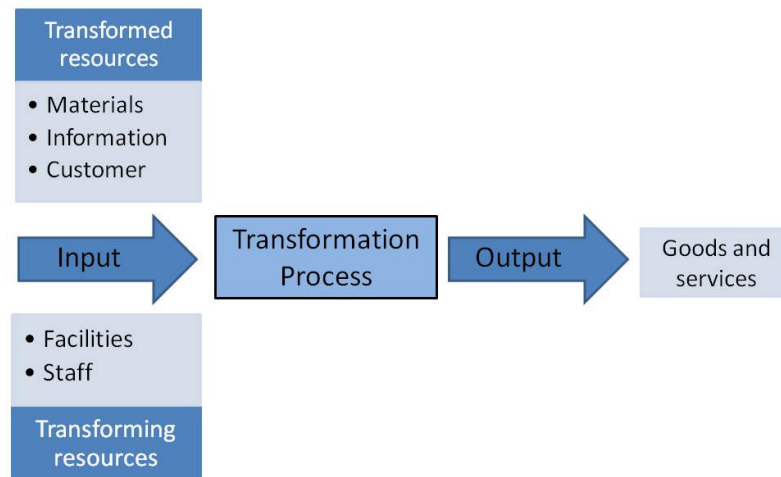 Transformed
resources
• Materials
• Information
• Customer
Input
Transformation
Process
Output
Goods and
services
• Facilities
• Staff
Transforming
resources